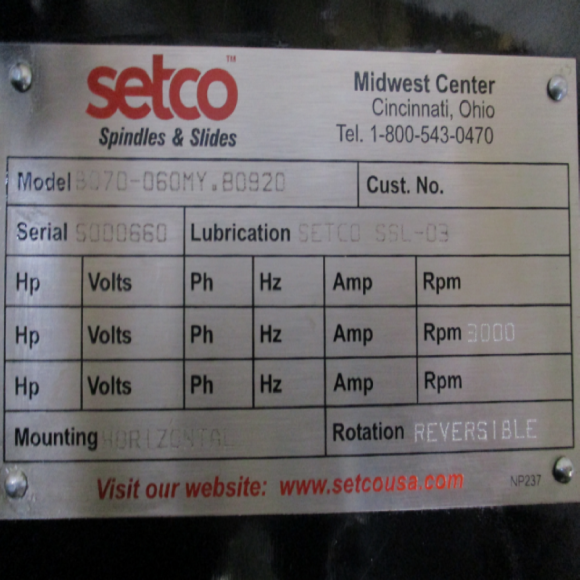 setco™
Spindles & Slides
Midwest Center
Cincinnati, Ohio
Tel. 1-800-543-0470
Model 3070-060MY.80920 Cust. No.
Serial S000660 Lubrication SETCO SSL-03
Hp Volts Ph Hz Amp Rpm
Hp Volts Ph Hz Amp Rpm 3000
Hp Volts Ph Hz Amp Rpm
Mounting HORIZONTAL Rotation REVERSIBLE
Visit our website: www.setcousa.com
NP237